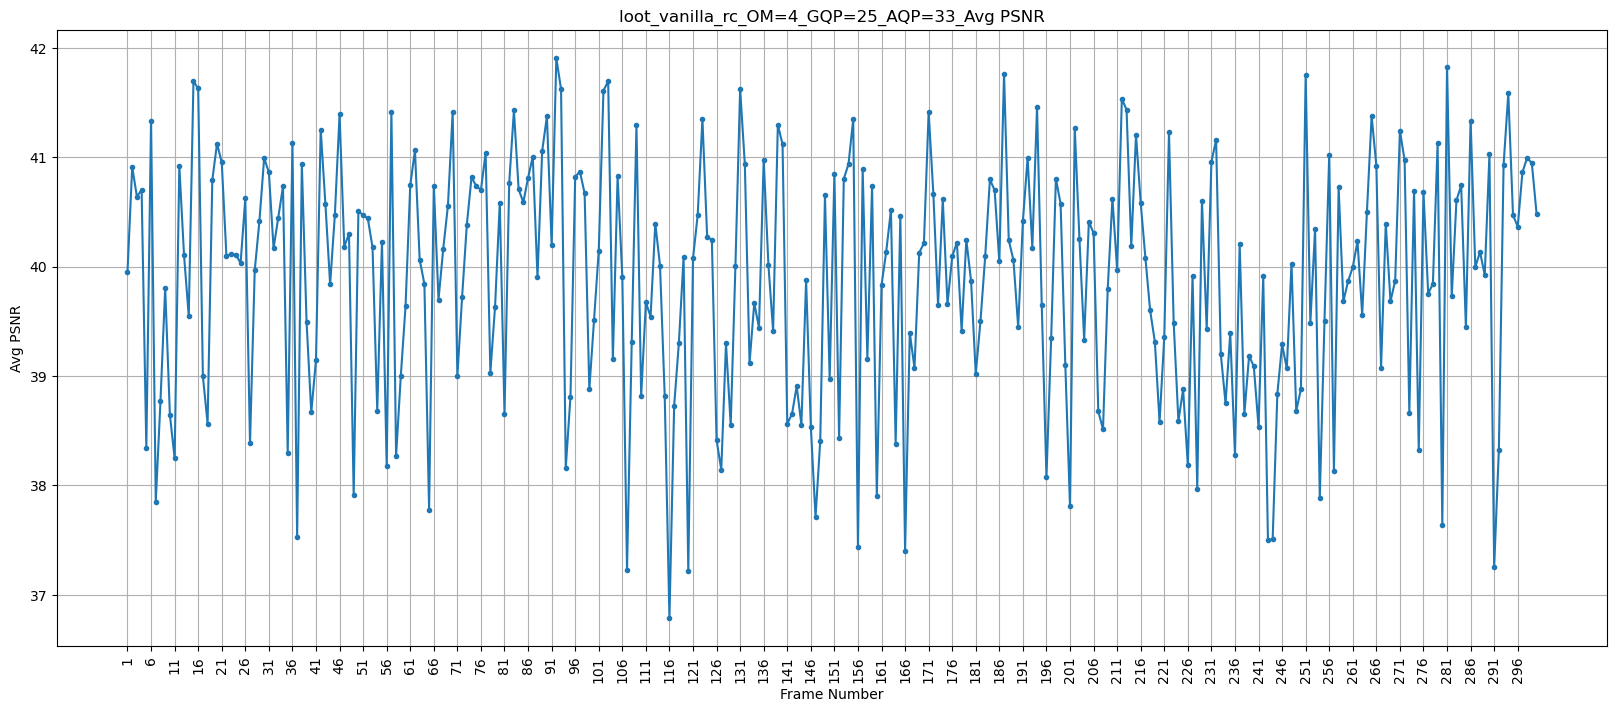 loot_vanilla_rc_OM=4_GQP=25_AQP=33_Avg PSNR
42
41
40
39
38
37
Avg PSNR
1 6 11 16 21 26 31 36 41 46 51 56 61 66 71 76 81 86 91 96 101 106 111 116 121 126 131 136 141 146 151 156 161 166 171 176 181 186 191 196 201 206 211 216 221 226 231 236 241 246 251 256 261 266 271 276 281 286 291 296
Frame Number